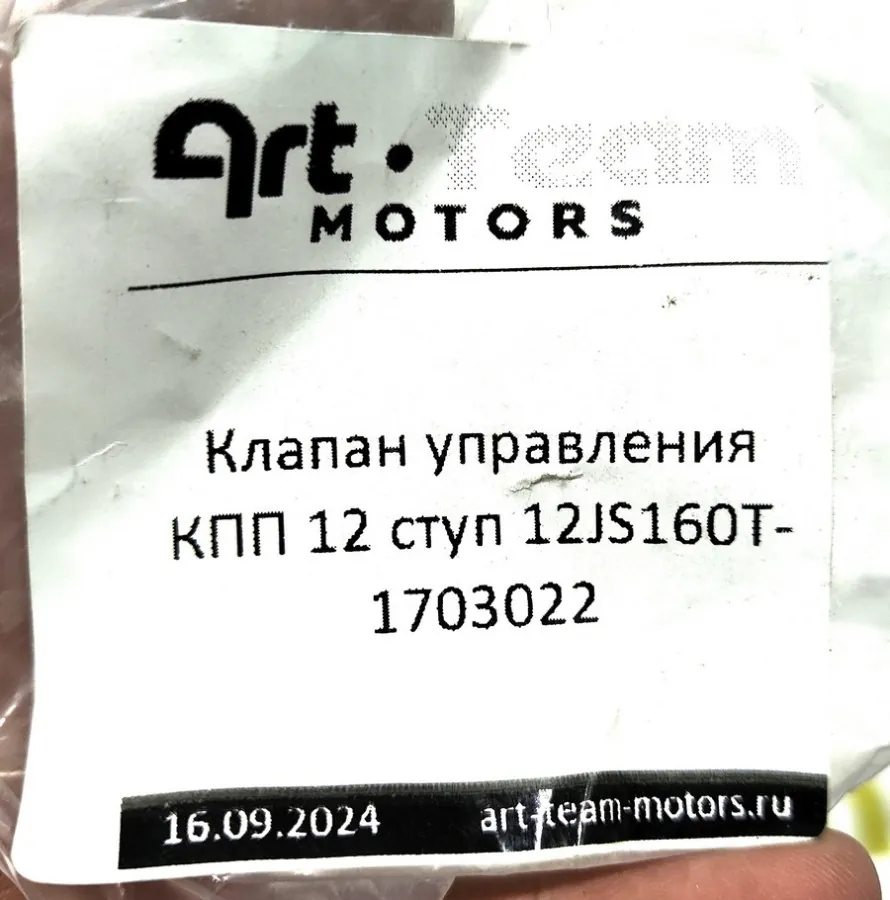 Art·Team
MOTORS
Клапан управления
КПП 12 ступ 12JS160T-
1703022
16.09.2024 art-team-motors.ru